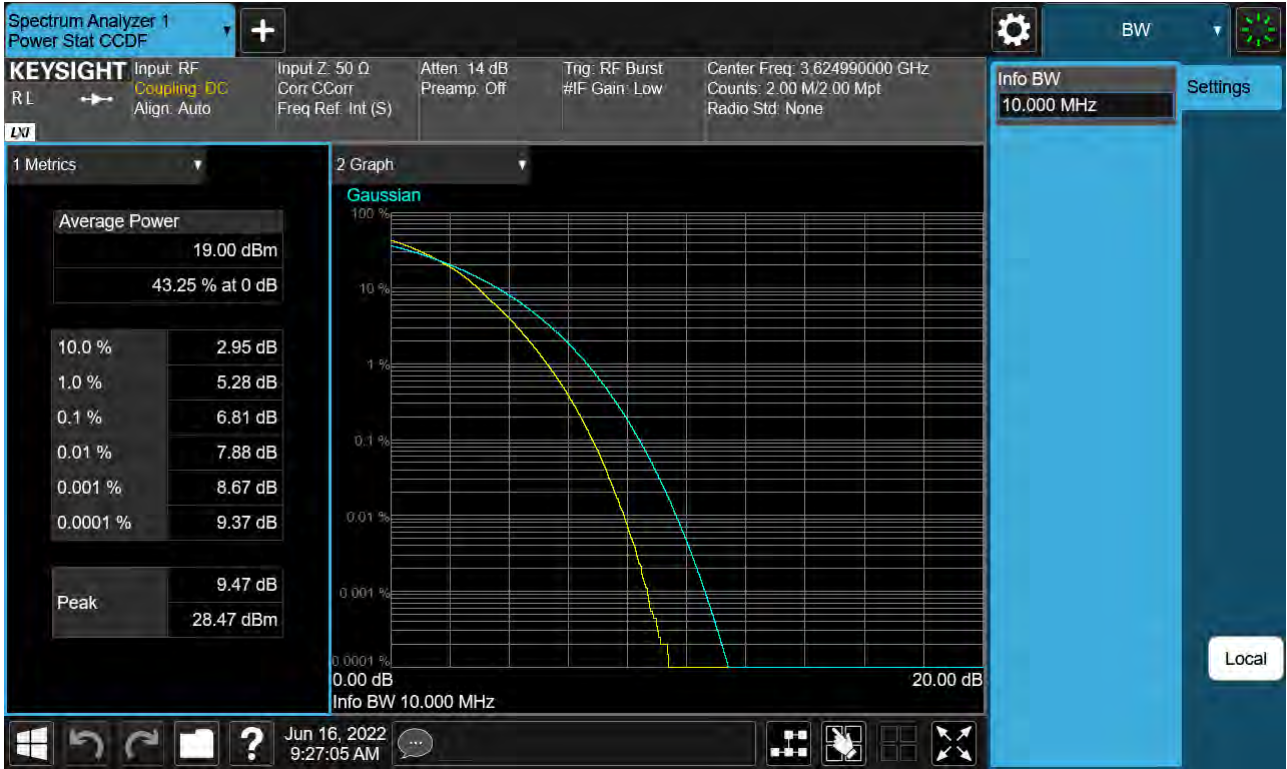 Spectrum Analyzer 1
Power Stat CCDF
BW
KEYSIGHT
R L
LXI
Input: RF
Coupling: DC
Align: Auto
Input Z: 50 Ω
Corr CCorr
Freq Ref: Int (S)
Atten: 14 dB
Preamp: Off
Trig: RF Burst
#IF Gain: Low
Center Freq: 3.624990000 GHz
Counts: 2.00 M/2.00 Mpt
Radio Std: None
Info BW
10.000 MHz
Settings
1 Metrics
Average Power
19.00 dBm
43.25 % at 0 dB
10.0 % 2.95 dB
1.0 % 5.28 dB
0.1 % 6.81 dB
0.01 % 7.88 dB
0.001 % 8.67 dB
0.0001 % 9.37 dB
Peak
9.47 dB
28.47 dBm
2 Graph
Gaussian
100 %
10 %
1 %
0.1 %
0.01 %
0.001 %
0.0001 %
0.00 dB 20.00 dB
Info BW 10.000 MHz
Local
?
Jun 16, 2022
9:27:05 AM